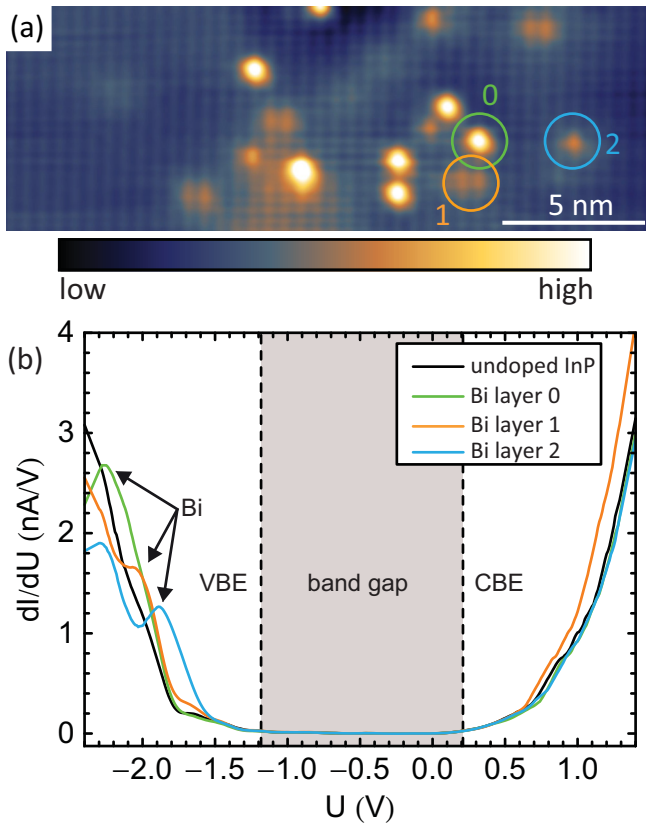 (a)
0
2
1
5 nm
low high
(b)
4
3
2
1
0
dI/dU (nA/V)
undoped InP
Bi layer 0
Bi layer 1
Bi layer 2
Bi
VBE band gap CBE
−2.0 −1.5 −1.0 −0.5 0.0 0.5 1.0
U (V)